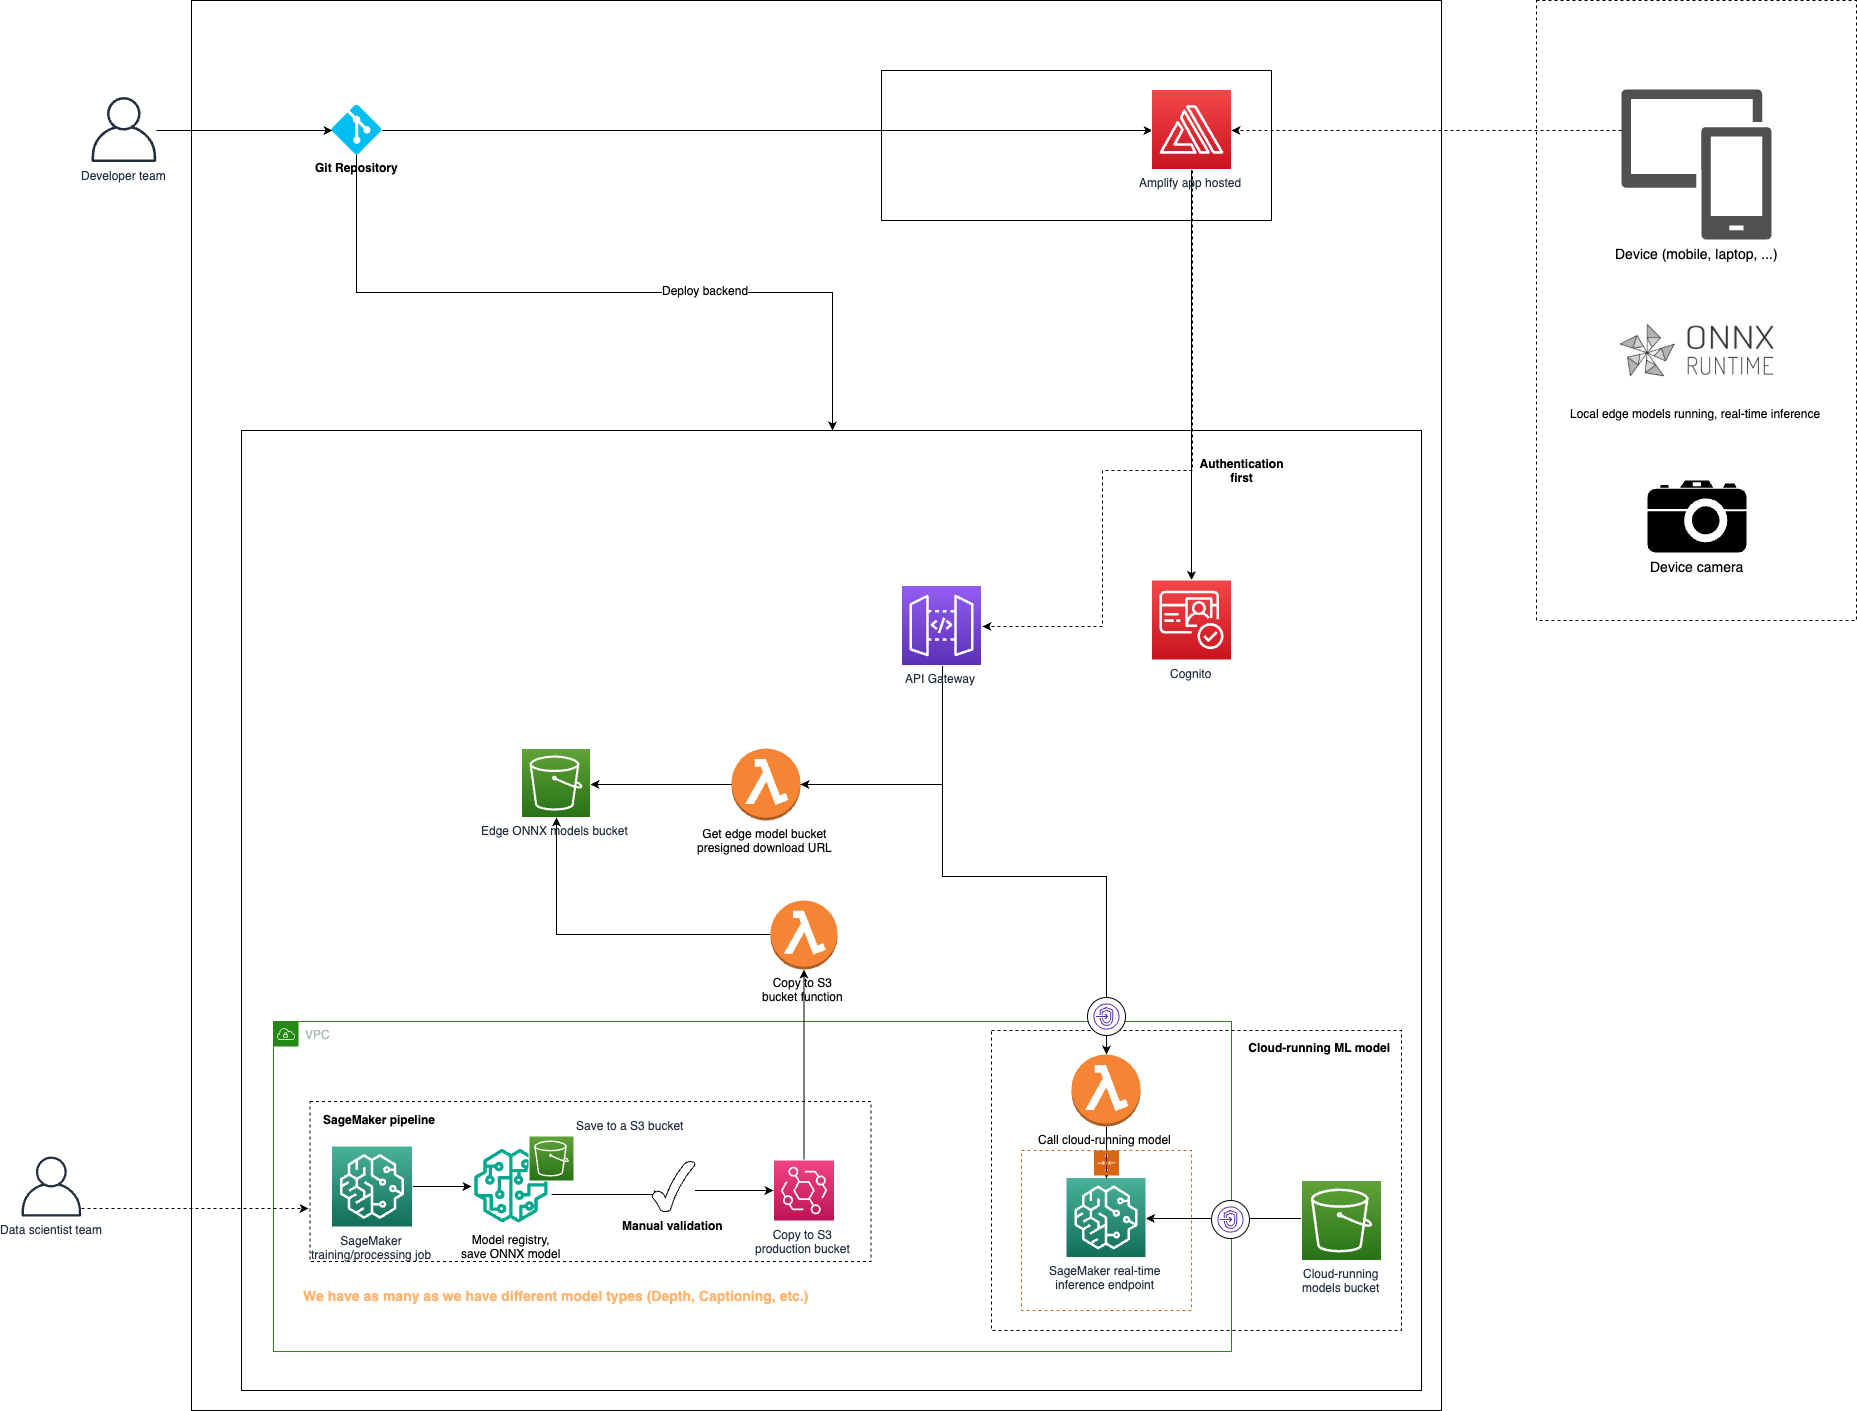 Developer team
Git Repository
Amplify app hosted
Device (mobile, laptop, ...)
Deploy backend
ONNX
RUNTIME
Local edge models running, real-time inference
Authentication
first
Device camera
</>
API Gateway
Cognito
Edge ONNX models bucket
Get edge model bucket
presigned download URL
Copy to S3
bucket function
VPC
Cloud-running ML model
SageMaker pipeline
Save to a S3 bucket
Call cloud-running model
Data scientist team
SageMaker
training/processing job
Model registry,
save ONNX model
Manual validation
Copy to S3
production bucket
SageMaker real-time
inference endpoint
Cloud-running
models bucket
We have as many as we have different model types (Depth, Captioning, etc.)